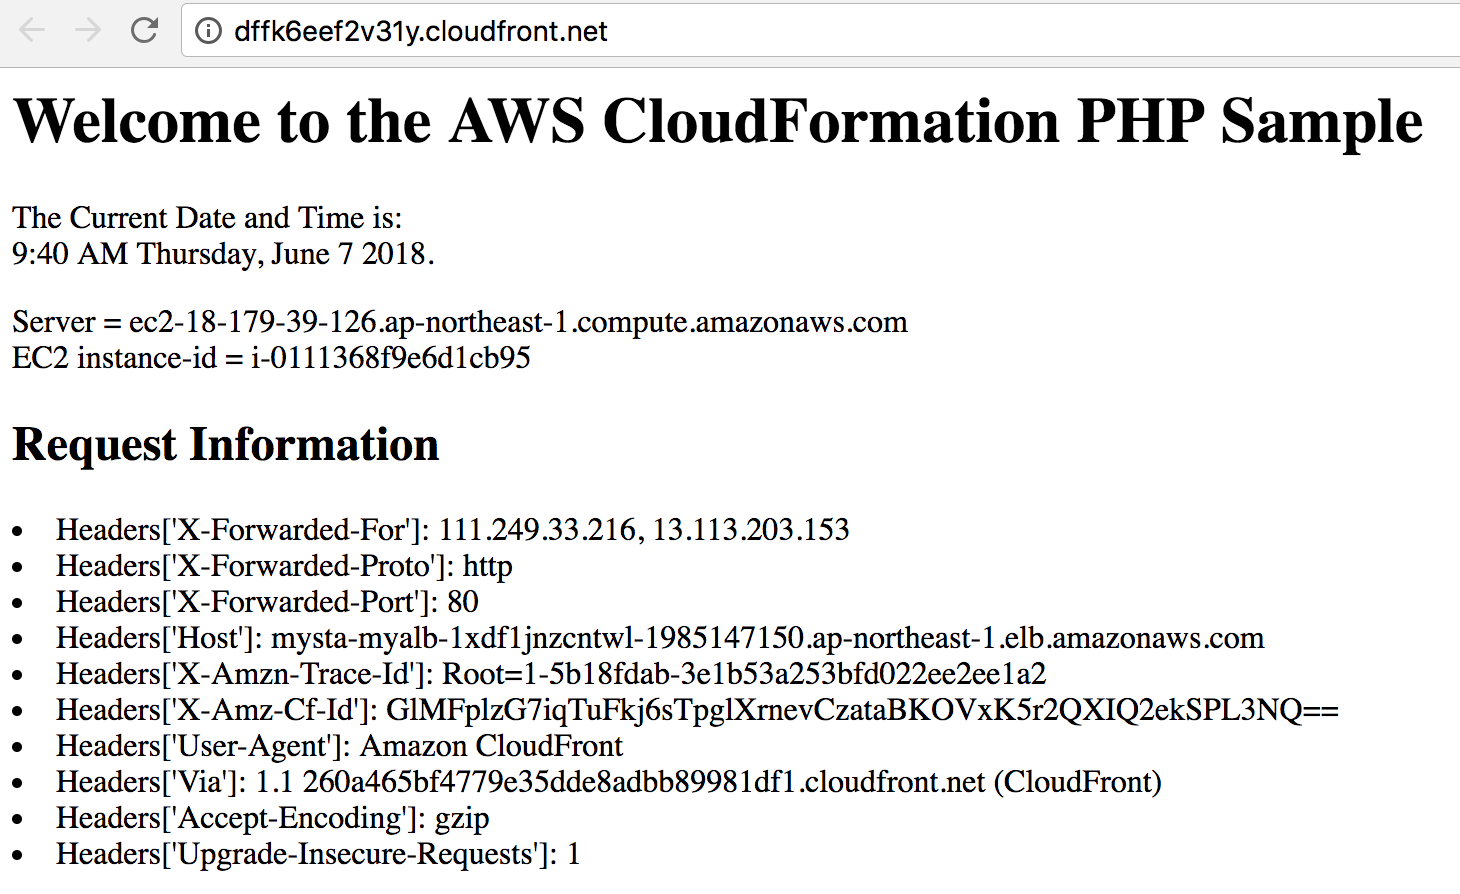 dffk6eef2v31y.cloudfront.net
Welcome to the AWS CloudFormation PHP Sample
The Current Date and Time is:
9:40 AM Thursday, June 7 2018.
Server = ec2-18-179-39-126.ap-northeast-1.compute.amazonaws.com
EC2 instance-id = i-0111368f9e6d1cb95
Request Information
• Headers['X-Forwarded-For']: 111.249.33.216, 13.113.203.153
• Headers['X-Forwarded-Proto']: http
• Headers['X-Forwarded-Port']: 80
• Headers['Host']: mysta-myalb-1xdf1jnzcntwl-1985147150.ap-northeast-1.elb.amazonaws.com
• Headers['X-Amzn-Trace-Id']: Root=1-5b18fdab-3e1b53a253bfd022ee2ee1a2
• Headers['X-Amz-Cf-Id']: GlMFplzG7iqTuFkj6sTpglXrnevCzataBKOVxK5r2QXIQ2ekSPL3NQ==
• Headers['User-Agent']: Amazon CloudFront
• Headers['Via']: 1.1 260a465bf4779e35dde8adbb89981df1.cloudfront.net (CloudFront)
• Headers['Accept-Encoding']: gzip
• Headers['Upgrade-Insecure-Requests']: 1